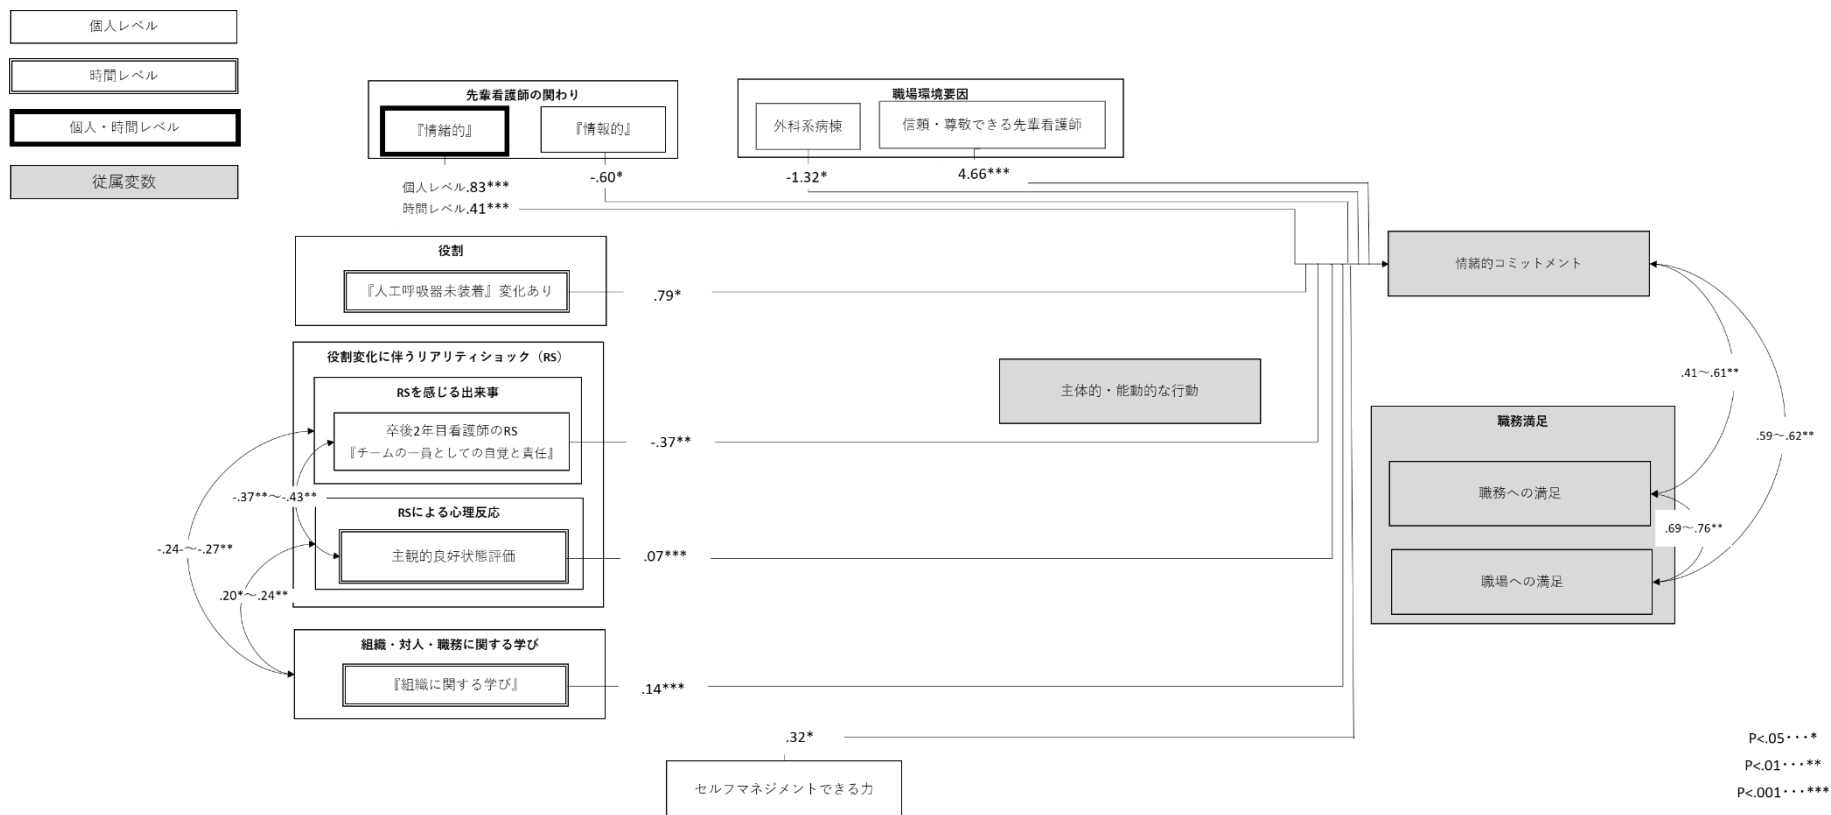 個人レベル
時間レベル
個人・時間レベル
従属変数
先輩看護師の関わり
『情緒的』
『情報的』
職場環境要因
外科系病棟
信頼・尊敬できる先輩看護師
個人レベル.83***
時間レベル.41***
-.60*
-1.32*
4.66***
役割
『人工呼吸器未装着』変化あり
.79*
情緒的コミットメント
役割変化に伴うリアリティショック（RS）
RSを感じる出来事
卒後2年目看護師のRS
『チームの一員としての自覚と責任』
-.37**
主体的・能動的な行動
.41～.61**
.59～.62**
職務満足
職務への満足
.69～.76**
職場への満足
-.37**～-.43**
RSによる心理反応
主観的良好状態評価
.07***
-.24-～-.27**
.20*～.24**
組織・対人・職務に関する学び
『組織に関する学び』
.14***
.32*
セルフマネジメントできる力
P<.05･･･*
P<.01･･･**
P<.001･･･***